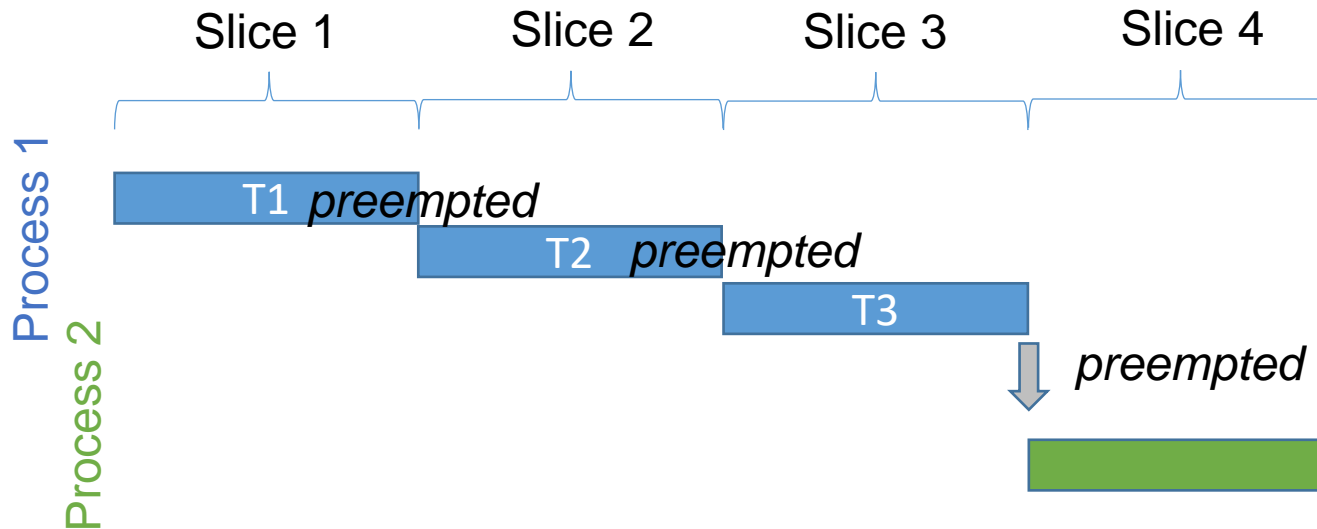 Slice 1
Slice 2
Slice 3
Slice 4
Process 1
T1
preempted
T2
preempted
T3
preempted
Process 2